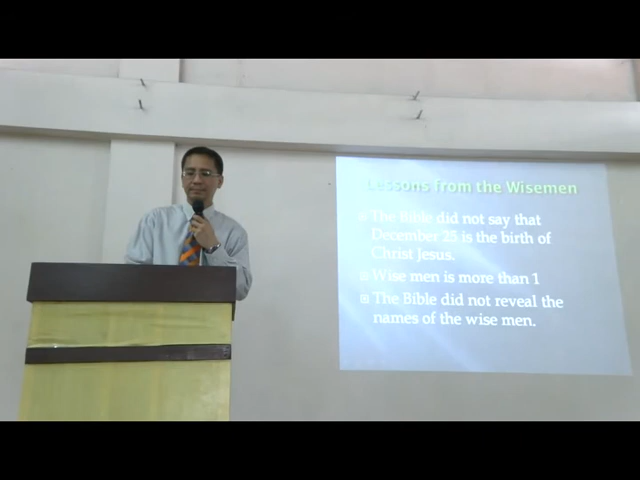 Lessons from the Wisemen
The Bible did not say that
December 25 is the birth of
Christ Jesus.
Wise men is more than 1
The Bible did not reveal the
names of the wise men.